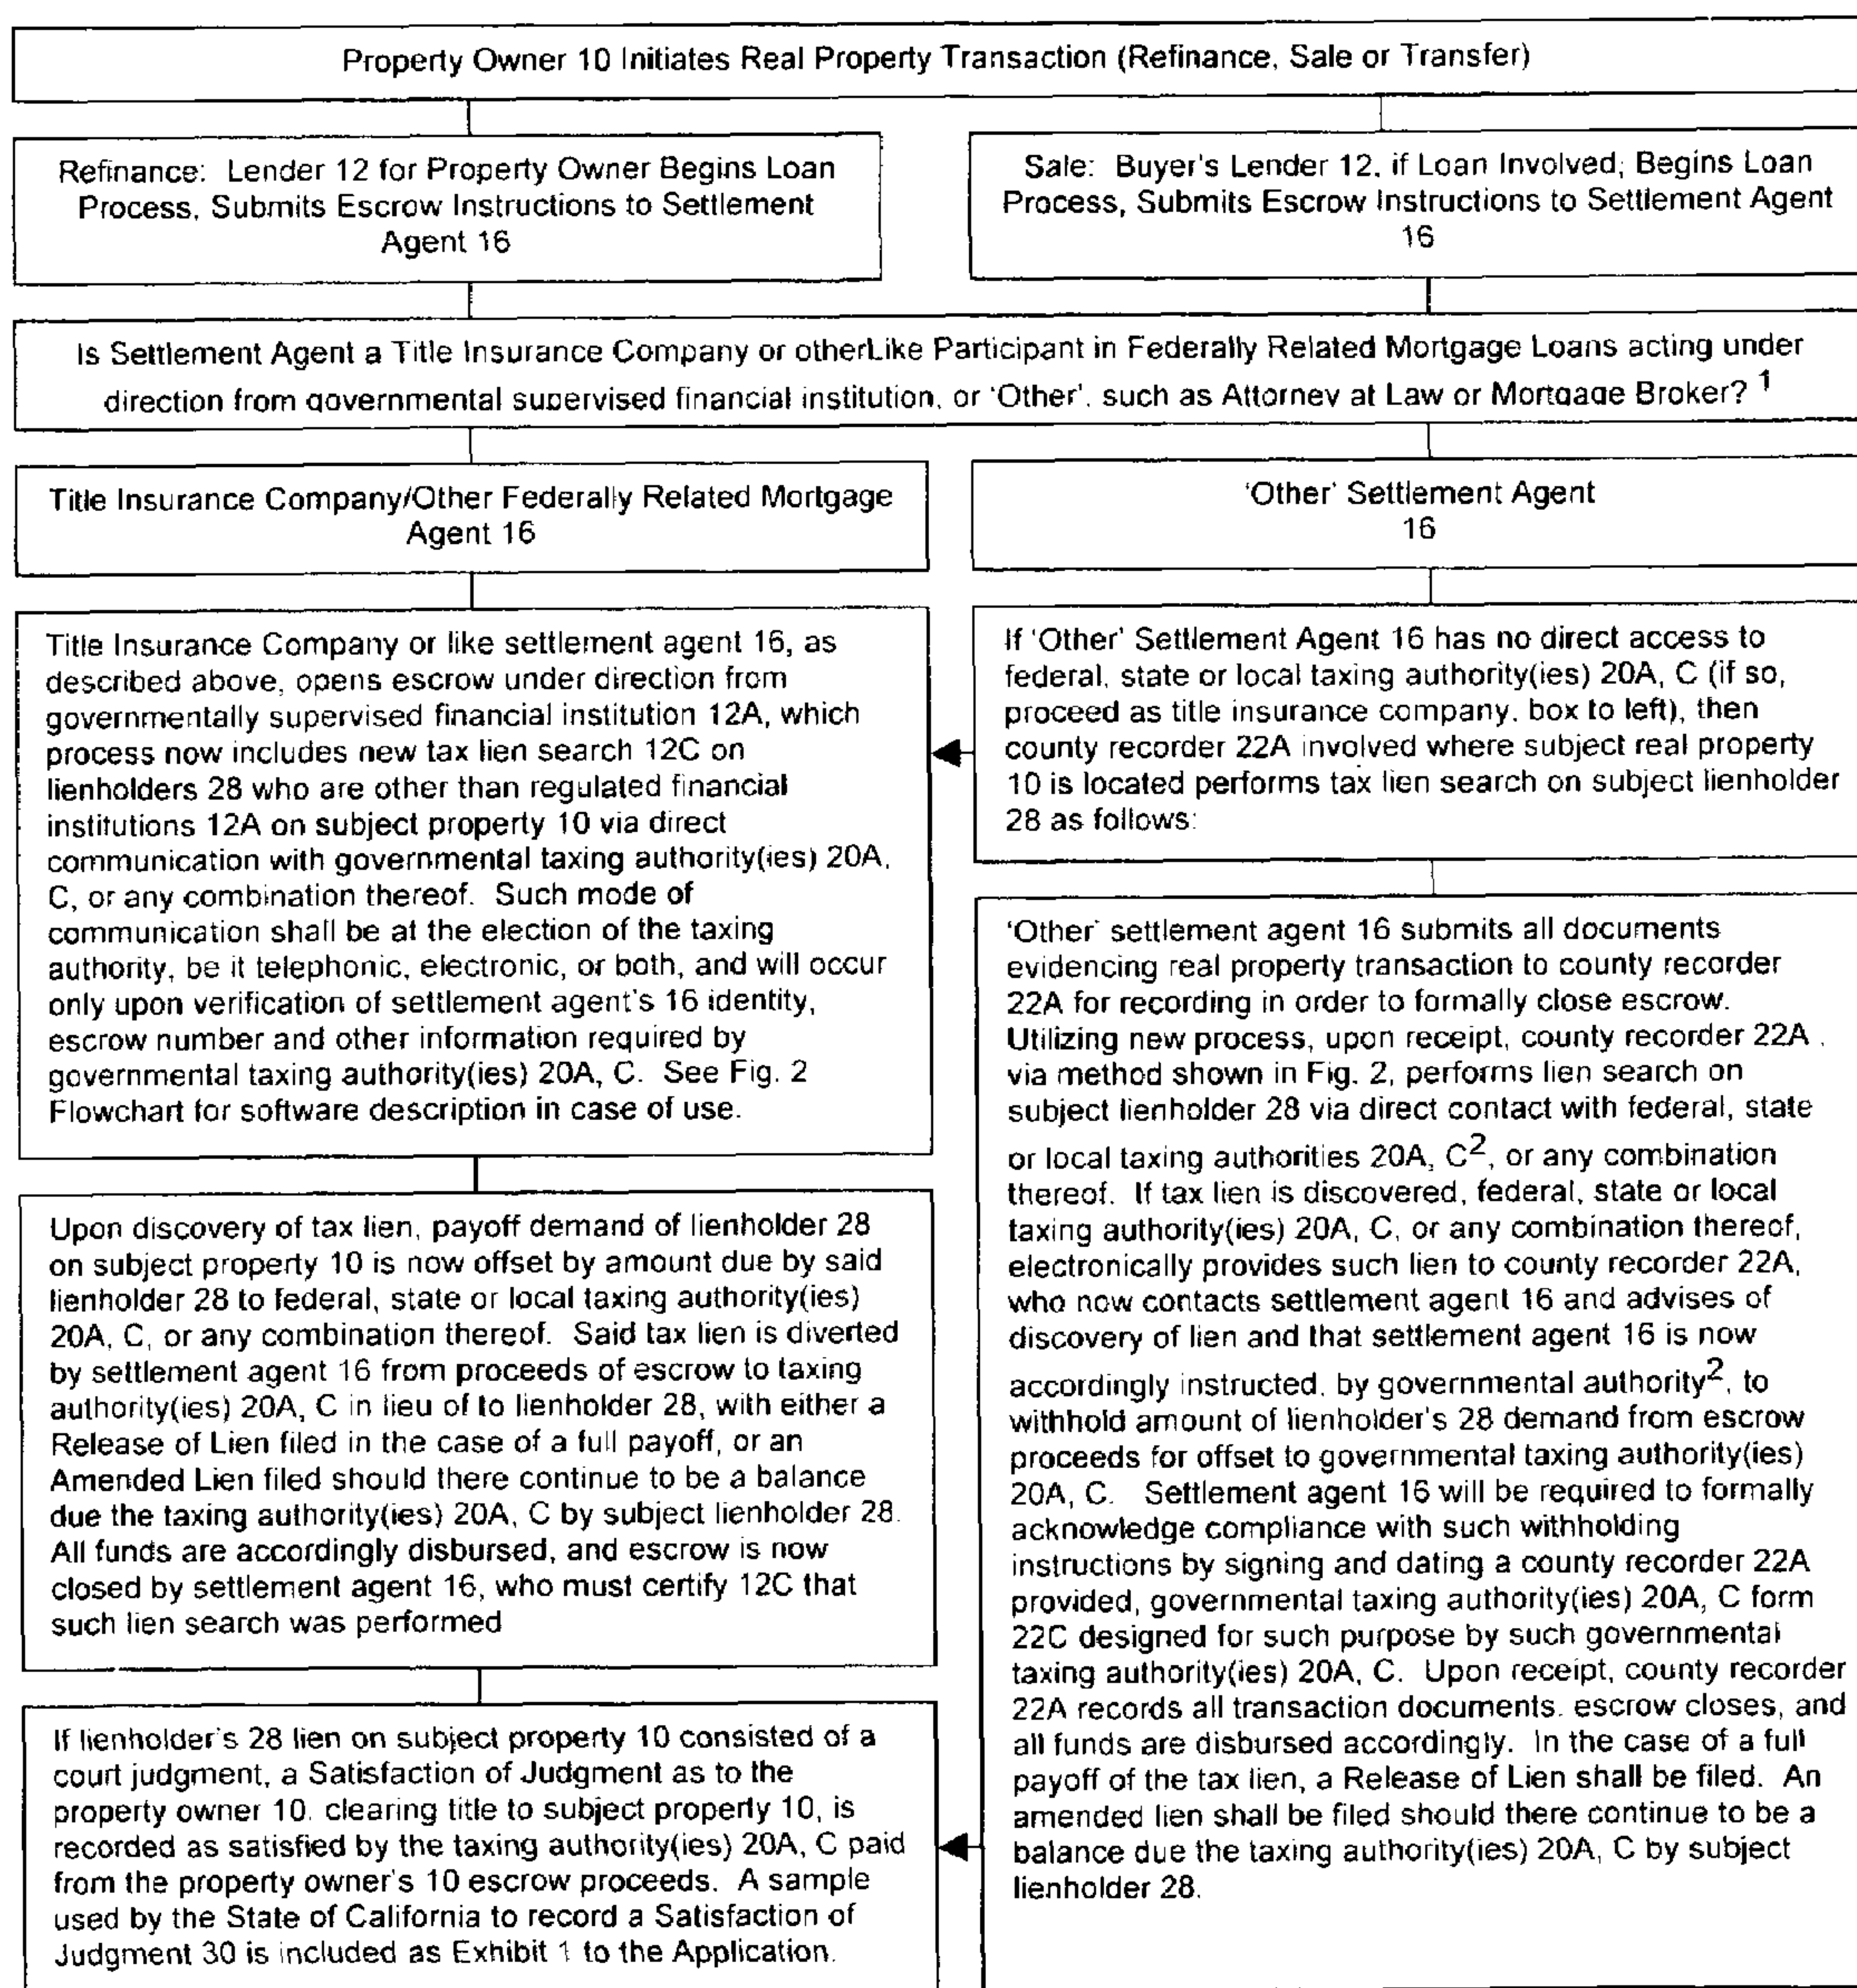 Property Owner 10 Initiates Real Property Transaction (Refinance, Sale or Transfer)
Refinance: Lender 12 for Property Owner Begins Loan
Process, Submits Escrow Instructions to Settlement
Agent 16
Sale: Buyer's Lender 12, if Loan Involved; Begins Loan
Process, Submits Escrow Instructions to Settlement Agent
16
Is Settlement Agent a Title Insurance Company or otherLike Participant in Federally Related Mortgage Loans acting under
direction from governmental supervised financial institution, or 'Other', such as Attorney at Law or Mortgage Broker? 1
Title Insurance Company/Other Federally Related Mortgage
Agent 16
'Other' Settlement Agent
16
Title Insurance Company or like settlement agent 16, as
described above, opens escrow under direction from
governmentally supervised financial institution 12A, which
process now includes new tax lien search 12C on
lienholders 28 who are other than regulated financial
institutions 12A on subject property 10 via direct
communication with governmental taxing authority(ies) 20A,
C, or any combination thereof. Such mode of
communication shall be at the election of the taxing
authority, be it telephonic, electronic, or both, and will occur
only upon verification of settlement agent's 16 identity,
escrow number and other information required by
governmental taxing authority(ies) 20A, C. See Fig. 2
Flowchart for software description in case of use.
If 'Other' Settlement Agent 16 has no direct access to
federal, state or local taxing authority(ies) 20A, C (if so,
proceed as title insurance company, box to left), then
county recorder 22A involved where subject real property
10 is located performs tax lien search on subject lienholder
28 as follows:
Upon discovery of tax lien, payoff demand of lienholder 28
on subject property 10 is now offset by amount due by said
lienholder 28 to federal, state or local taxing authority(ies)
20A, C, or any combination thereof. Said tax lien is diverted
by settlement agent 16 from proceeds of escrow to taxing
authority(ies) 20A, C in lieu of to lienholder 28, with either a
Release of Lien filed in the case of a full payoff, or an
Amended Lien filed should there continue to be a balance
due the taxing authority(ies) 20A, C by subject lienholder 28.
All funds are accordingly disbursed, and escrow is now
closed by settlement agent 16, who must certify 12C that
such lien search was performed
'Other' settlement agent 16 submits all documents
evidencing real property transaction to county recorder
22A for recording in order to formally close escrow.
Utilizing new process, upon receipt, county recorder 22A ,
via method shown in Fig. 2, performs lien search on
subject lienholder 28 via direct contact with federal, state
or local taxing authorities 20A, C2, or any combination
thereof. If tax lien is discovered, federal, state or local
taxing authority(ies) 20A, C, or any combination thereof,
electronically provides such lien to county recorder 22A,
who now contacts settlement agent 16 and advises of
discovery of lien and that settlement agent 16 is now
accordingly instructed, by governmental authority2, to
withhold amount of lienholder's 28 demand from escrow
proceeds for offset to governmental taxing authority(ies)
20A, C. Settlement agent 16 will be required to formally
acknowledge compliance with such withholding
instructions by signing and dating a county recorder 22A
provided, governmental taxing authority(ies) 20A, C form
22C designed for such purpose by such governmental
taxing authority(ies) 20A, C. Upon receipt, county recorder
22A records all transaction documents, escrow closes, and
all funds are disbursed accordingly. In the case of a full
payoff of the tax lien, a Release of Lien shall be filed. An
amended lien shall be filed should there continue to be a
balance due the taxing authority(ies) 20A, C by subject
lienholder 28.
If lienholder's 28 lien on subject property 10 consisted of a
court judgment, a Satisfaction of Judgment as to the
property owner 10, clearing title to subject property 10, is
recorded as satisfied by the taxing authority(ies) 20A, C paid
from the property owner's 10 escrow proceeds. A sample
used by the State of California to record a Satisfaction of
Judgment 30 is included as Exhibit 1 to the Application.